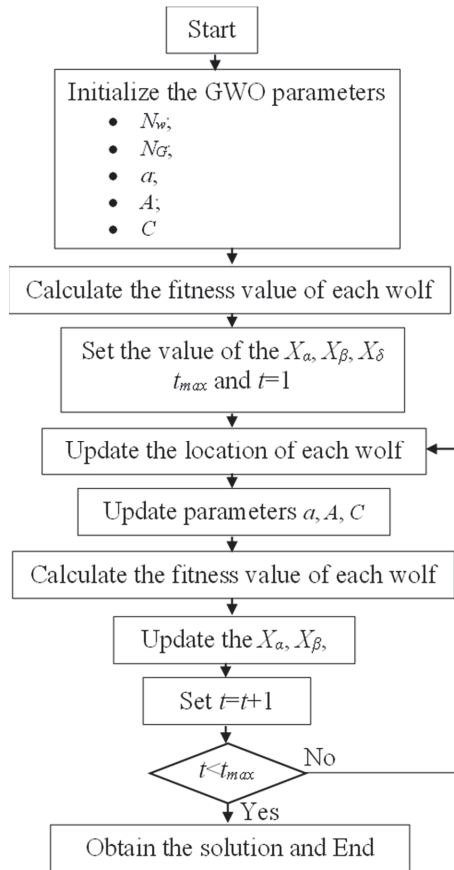 Start
Initialize the GWO parameters
● Nw;
● NG;
● a;
● A;
● C
Calculate the fitness value of each wolf
Set the value of the Xα, Xβ, Xδ
tmax and t=1
Update the location of each wolf
Update parameters a, A, C
Calculate the fitness value of each wolf
Update the Xα, Xβ,
Set t=t+1
t<tmax
No
Yes
Obtain the solution and End